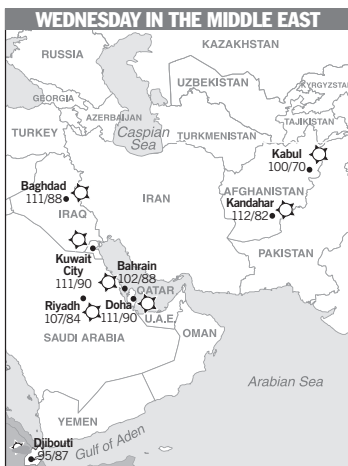 WEDNESDAY IN THE MIDDLE EAST
KAZAKHSTAN
RUSSIA
UZBEKISTAN
KYRGYZSTAN
GEORGIA
AZERBAIJAN
TAJIKISTAN
TURKEY
Caspian
Sea
TURKMENISTAN
Kabul
100/70
Baghdad
111/88
IRAQ
IRAN
AFGHANISTAN
Kandahar
112/82
Kuwait
City
111/90
PAKISTAN
Bahrain
102/88
QATAR
Riyadh
107/84
Doha
111/90
U.A.E.
SAUDI ARABIA
OMAN
Arabian Sea
YEMEN
Djibouti
95/87
Gulf of Aden